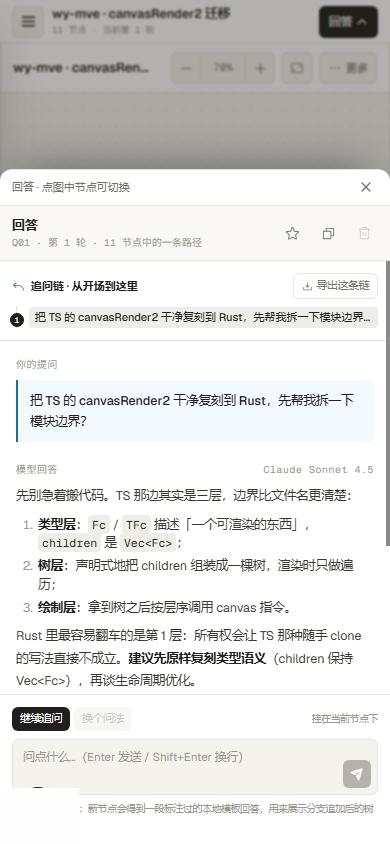 wy-mve · canvasRender2 迁移
11 节点 · 当前第 1 轮
回答
wy-mve · canvasRen…
78%
更多
回答 · 点图中节点可切换
回答
Q01 · 第 1 轮 · 11 节点中的一条路径
追问链 · 从开场到这里
导出这条链
1 把 TS 的 canvasRender2 干净复刻到 Rust，先帮我拆一下模块边界…
你的提问
把 TS 的 canvasRender2 干净复刻到 Rust，先帮我拆一下
模块边界？
模型回答
Claude Sonnet 4.5
先别急着搬代码。TS 那边其实是三层，边界比文件名更清楚：
1. 类型层：Fc / TFc 描述「一个可渲染的东西」，
children 是 Vec<Fc>；
2. 树层：声明式地把 children 组装成一棵树，渲染时只做遍
历；
3. 绘制层：拿到树之后按层序调用 canvas 指令。
Rust 里最容易翻车的是第 1 层：所有权会让 TS 那种随手 clone
的写法直接不成立。建议先原样复刻类型语义（children 保持
Vec<Fc>），再谈生命周期优化。
继续追问
换个问法
挂在当前节点下
问点什么…（Enter 发送 / Shift+Enter 换行）
：新节点会得到一段标注过的本地模板回答，用来展示分支追加后的树